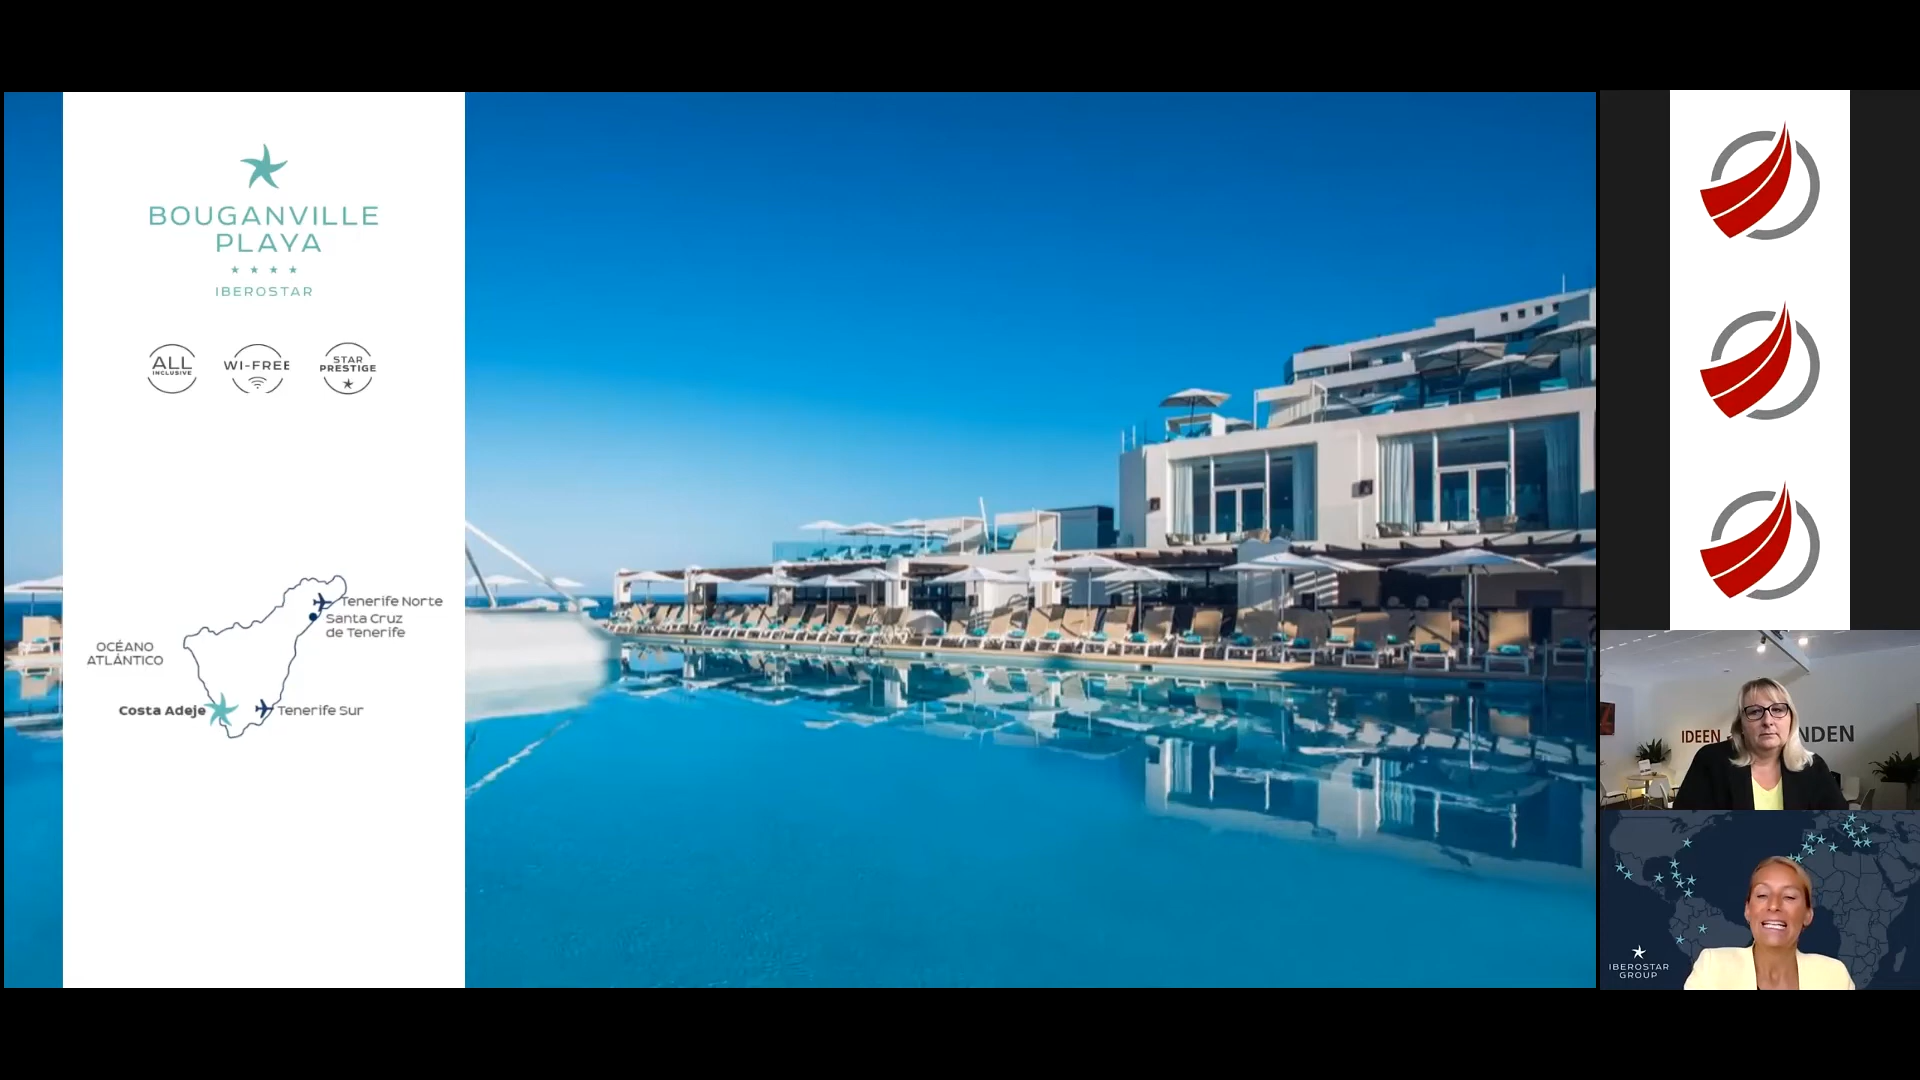 BOUGANVILLE
PLAYA
IBEROSTAR
ALL
INCLUSIVE
WI-FREE
STAR
PRESTIGE
Tenerife Norte
Santa Cruz
de Tenerife
OCÉANO
ATLÁNTICO
Costa Adeje
Tenerife Sur
IDEEN
NDEN
IBEROSTAR
GROUP